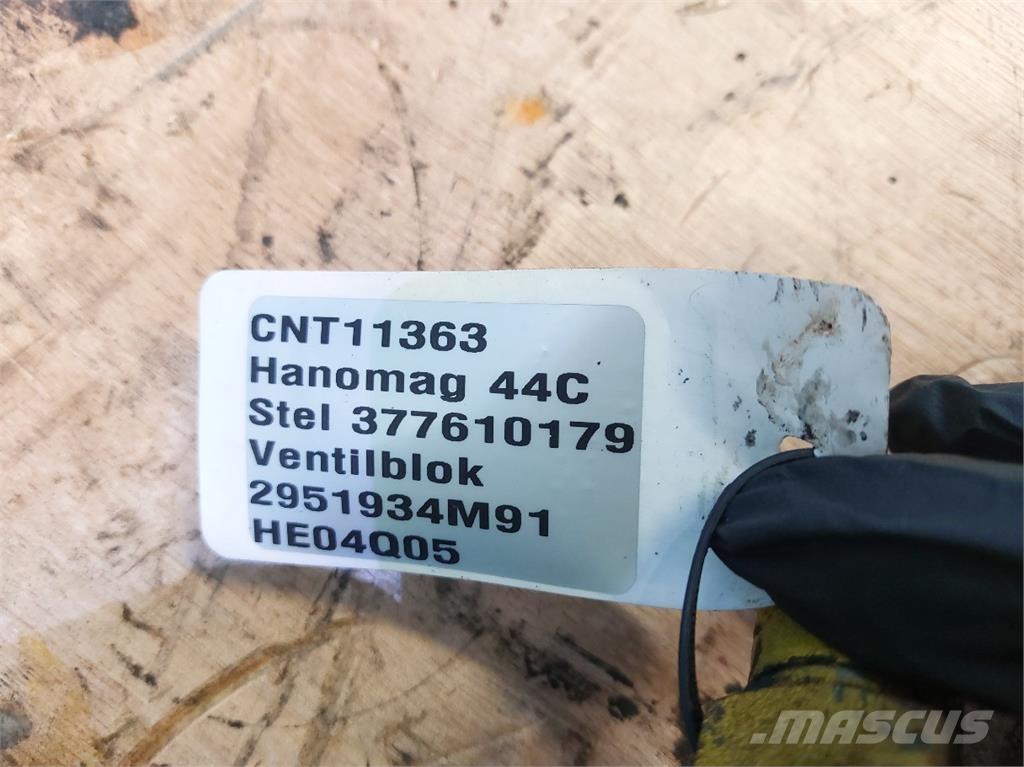 CNT11363
Hanomag 44C
Stel 377610179
Ventilblok
2951934M91
HE04Q05
MASCUS